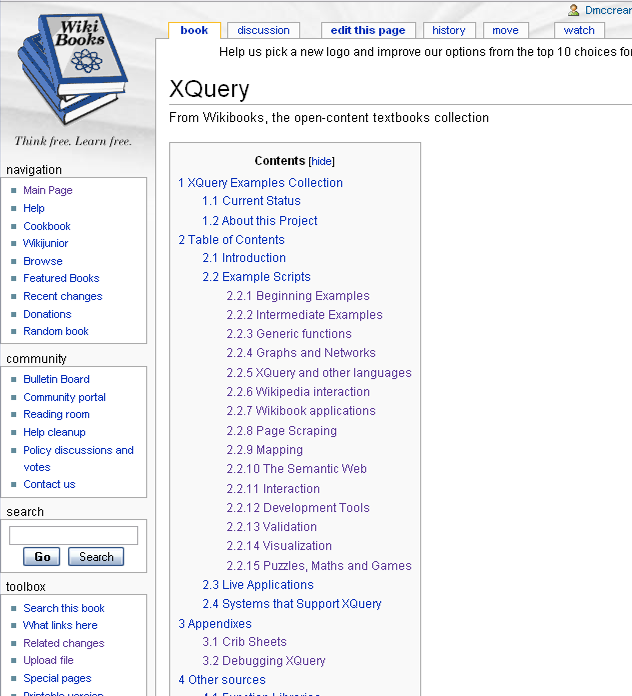 Dmccrear
book
discussion
edit this page
history
move
watch
Wiki
Books
Think free. Learn free.
Help us pick a new logo and improve our options from the top 10 choices for
XQuery
From Wikibooks, the open-content textbooks collection
navigation
Main Page
Help
Cookbook
Wikijunior
Browse
Featured Books
Recent changes
Donations
Random book
community
Bulletin Board
Community portal
Reading room
Help cleanup
Policy discussions and
votes
Contact us
search
Go
Search
toolbox
Search this book
What links here
Related changes
Upload file
Special pages
Printable version
Contents [hide]
1 XQuery Examples Collection
1.1 Current Status
1.2 About this Project
2 Table of Contents
2.1 Introduction
2.2 Example Scripts
2.2.1 Beginning Examples
2.2.2 Intermediate Examples
2.2.3 Generic functions
2.2.4 Graphs and Networks
2.2.5 XQuery and other languages
2.2.6 Wikipedia interaction
2.2.7 Wikibook applications
2.2.8 Page Scraping
2.2.9 Mapping
2.2.10 The Semantic Web
2.2.11 Interaction
2.2.12 Development Tools
2.2.13 Validation
2.2.14 Visualization
2.2.15 Puzzles, Maths and Games
2.3 Live Applications
2.4 Systems that Support XQuery
3 Appendixes
3.1 Crib Sheets
3.2 Debugging XQuery
4 Other sources
4.1 Function Libraries